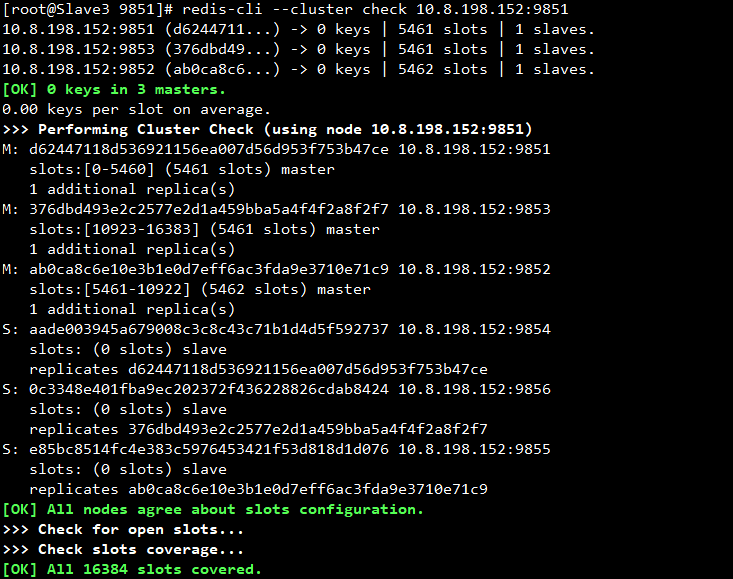 [root@Slave3 9851]# redis-cli --cluster check 10.8.198.152:9851
10.8.198.152:9851 (d6244711...) -> 0 keys | 5461 slots | 1 slaves.
10.8.198.152:9853 (376dbd49...) -> 0 keys | 5461 slots | 1 slaves.
10.8.198.152:9852 (ab0ca8c6...) -> 0 keys | 5462 slots | 1 slaves.
[OK] 0 keys in 3 masters.
0.00 keys per slot on average.
>>> Performing Cluster Check (using node 10.8.198.152:9851)
M: d62447118d536921156ea007d56d953f753b47ce 10.8.198.152:9851
   slots:[0-5460] (5461 slots) master
   1 additional replica(s)
M: 376dbd493e2c2577e2d1a459bba5a4f4f2a8f2f7 10.8.198.152:9853
   slots:[10923-16383] (5461 slots) master
   1 additional replica(s)
M: ab0ca8c6e10e3b1e0d7eff6ac3fda9e3710e71c9 10.8.198.152:9852
   slots:[5461-10922] (5462 slots) master
   1 additional replica(s)
S: aade003945a679008c3c8c43c71b1d4d5f592737 10.8.198.152:9854
   slots: (0 slots) slave
   replicates d62447118d536921156ea007d56d953f753b47ce
S: 0c3348e401fba9ec202372f436228826cdab8424 10.8.198.152:9856
   slots: (0 slots) slave
   replicates 376dbd493e2c2577e2d1a459bba5a4f4f2a8f2f7
S: e85bc8514fc4e383c5976453421f53d818d1d076 10.8.198.152:9855
   slots: (0 slots) slave
   replicates ab0ca8c6e10e3b1e0d7eff6ac3fda9e3710e71c9
[OK] All nodes agree about slots configuration.
>>> Check for open slots...
>>> Check slots coverage...
[OK] All 16384 slots covered.